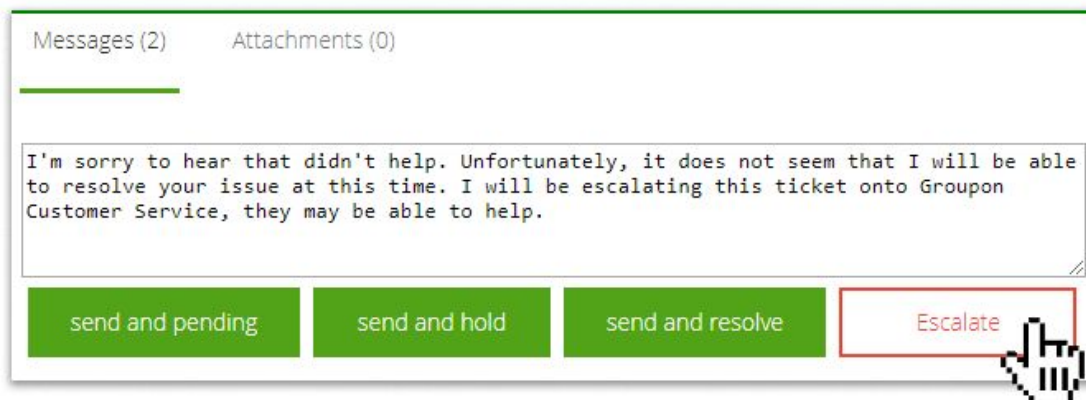 Messages (2) Attachments (0)
I'm sorry to hear that didn't help. Unfortunately, it does not seem that I will be able
to resolve your issue at this time. I will be escalating this ticket onto Groupon
Customer Service, they may be able to help.
send and pending send and hold send and resolve Escalate